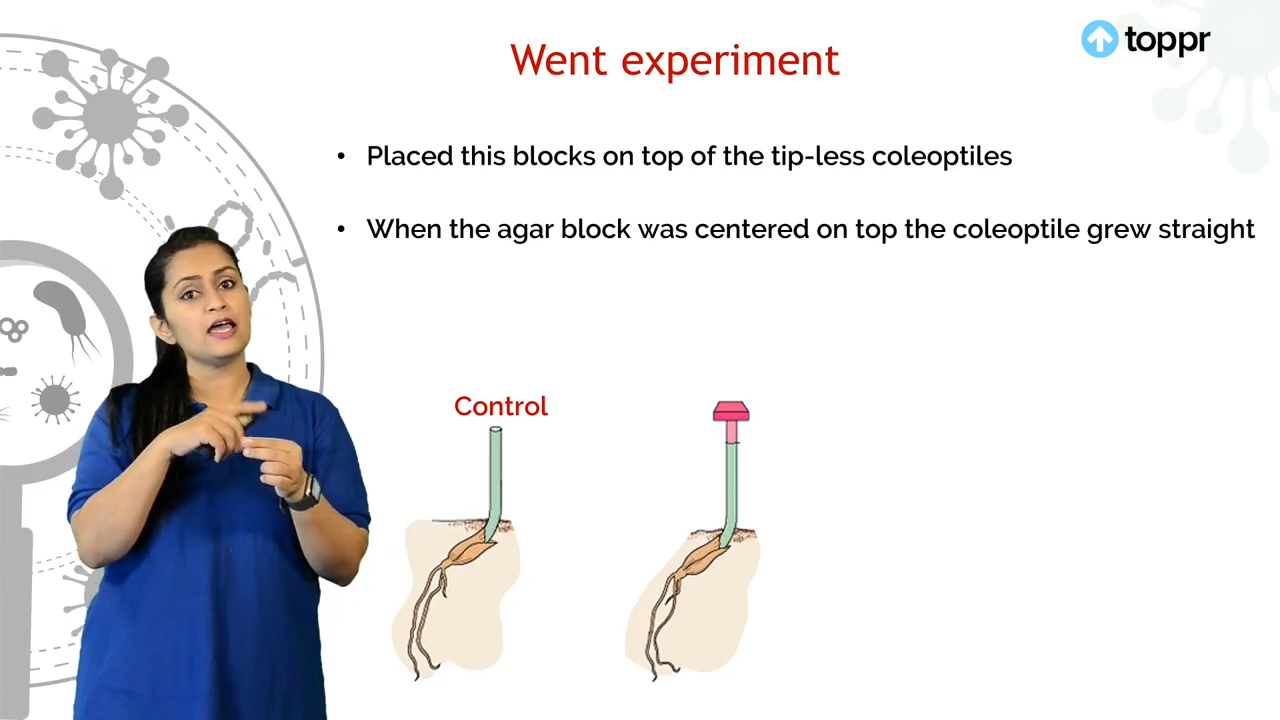 Went experiment
toppr
• Placed this blocks on top of the tip-less coleoptiles
• When the agar block was centered on top the coleoptile grew straight
Control